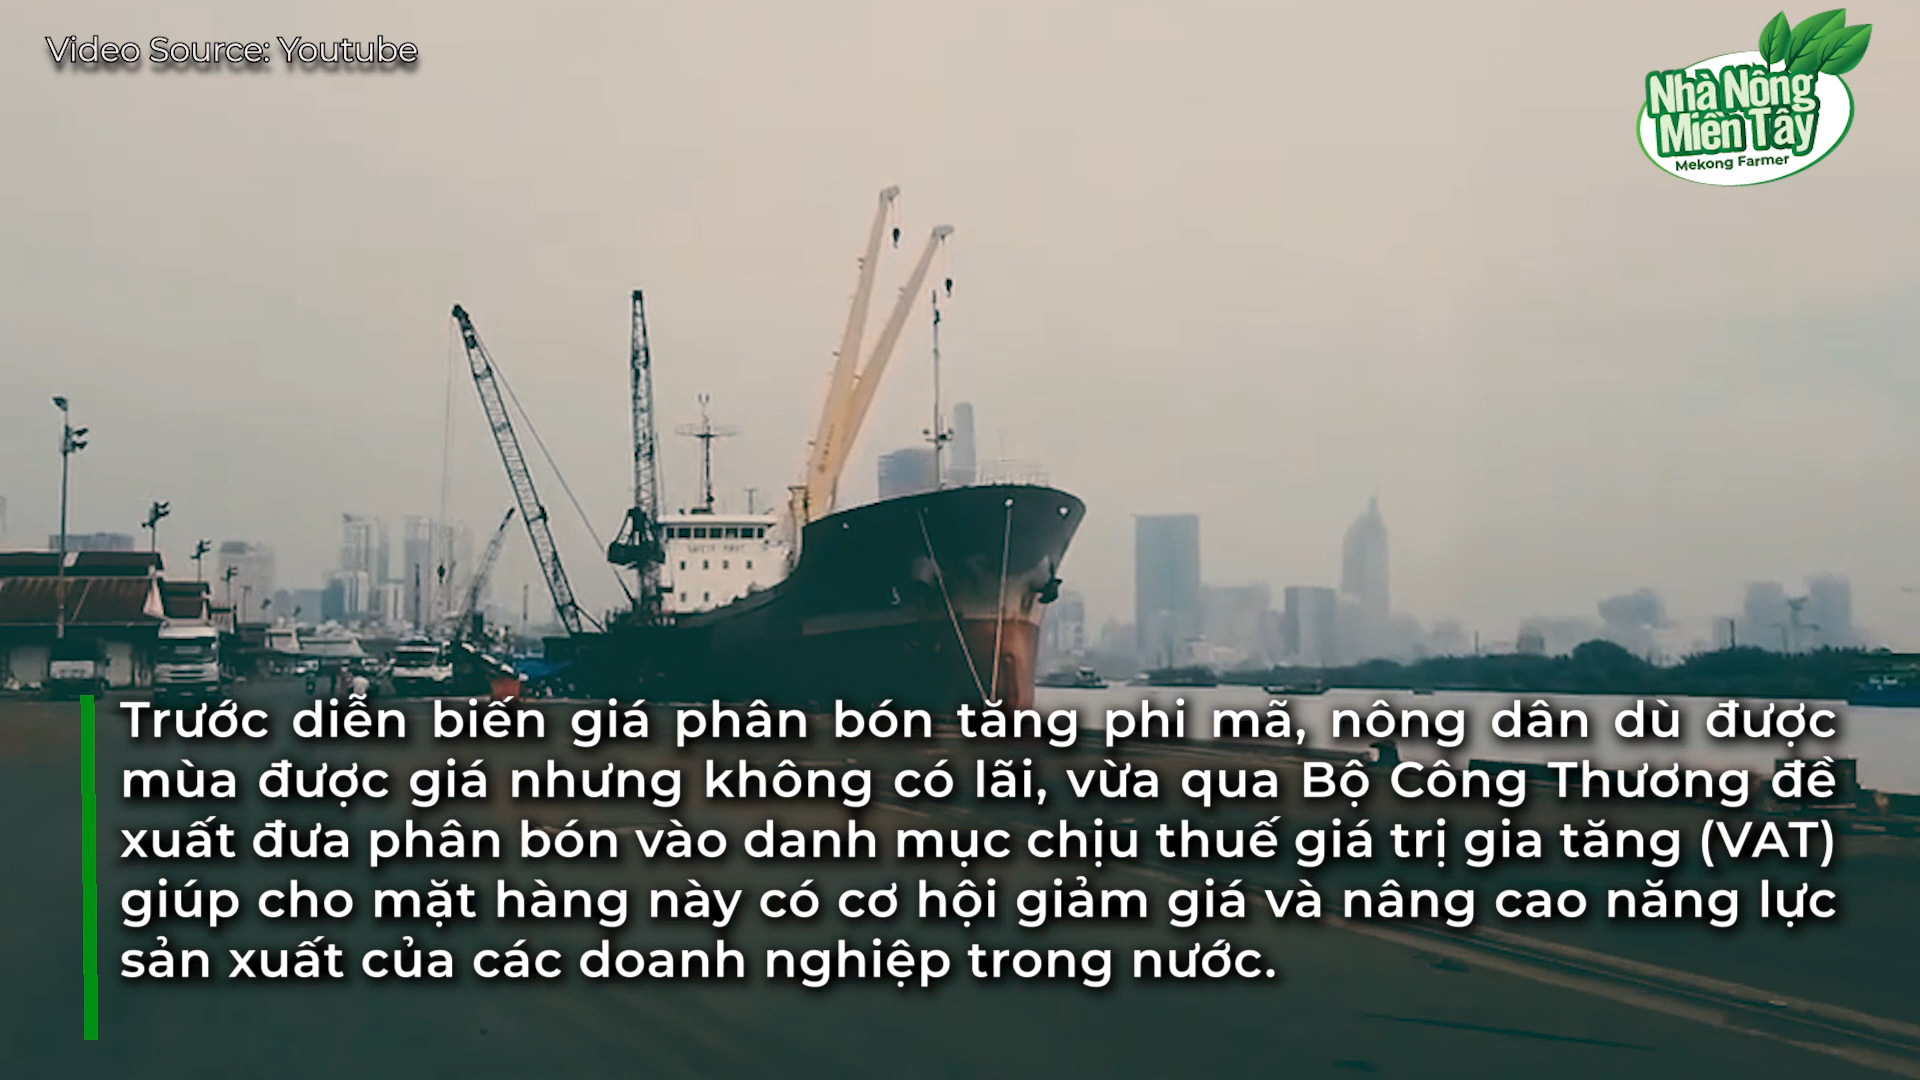 Video Source: Youtube
Nhà Nông
Miền Tây
Mekong Farmer
SAFETY FIRST
Trước diễn biến giá phân bón tăng phi mã, nông dân dù được
mùa được giá nhưng không có lãi, vừa qua Bộ Công Thương đề
xuất đưa phân bón vào danh mục chịu thuế giá trị gia tăng (VAT)
giúp cho mặt hàng này có cơ hội giảm giá và nâng cao năng lực
sản xuất của các doanh nghiệp trong nước.